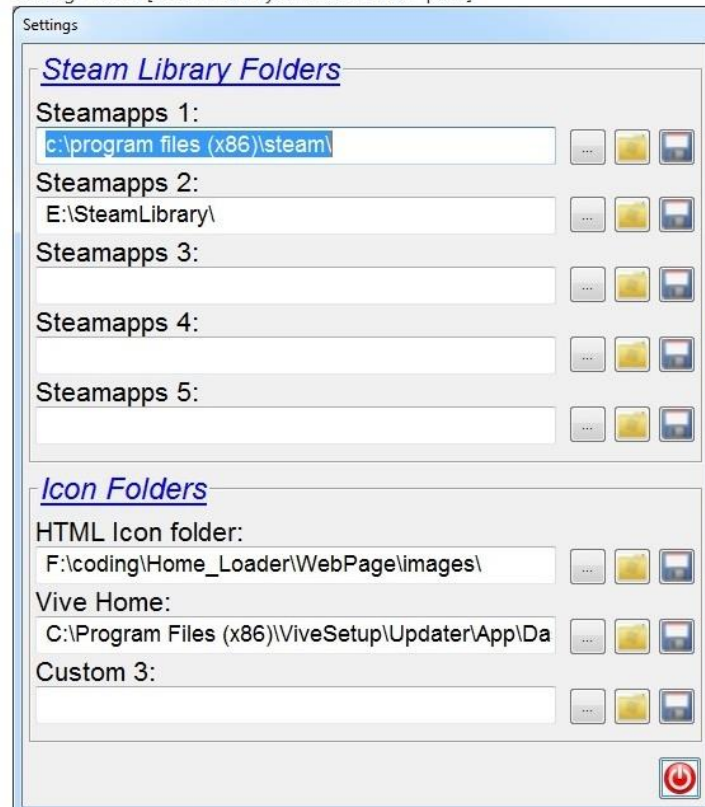 Settings
Steam Library Folders
Steamapps 1:
c:\program files (x86)\steam\
...
Steamapps 2:
E:\SteamLibrary\
...
Steamapps 3:
...
Steamapps 4:
...
Steamapps 5:
...
Icon Folders
HTML Icon folder:
F:\coding\Home_Loader\WebPage\images\
...
Vive Home:
C:\Program Files (x86)\ViveSetup\Updater\App\Da
...
Custom 3:
...